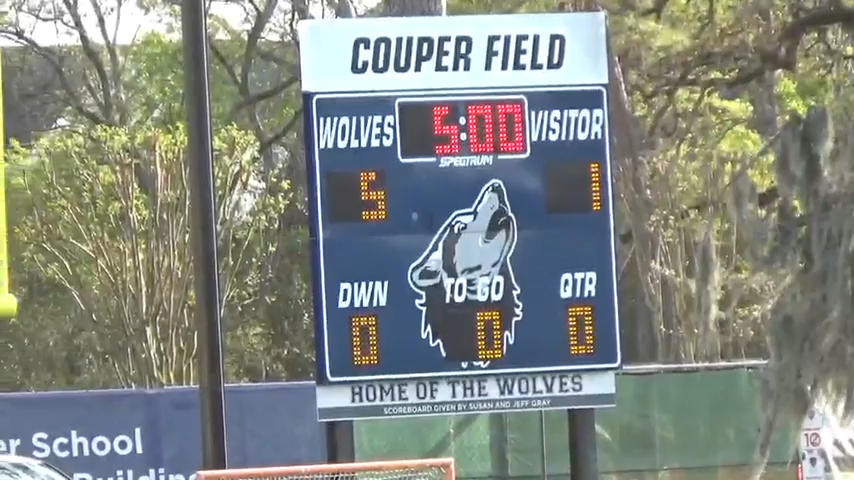 COUPER FIELD
WOLVES 5:00 VISITOR
SPECTRUM
5 1
DWN TO GO QTR
0 0 0
HOME OF THE WOLVES
SCOREBOARD GIVEN BY SUSAN AND JEFF GRAY
er School
10